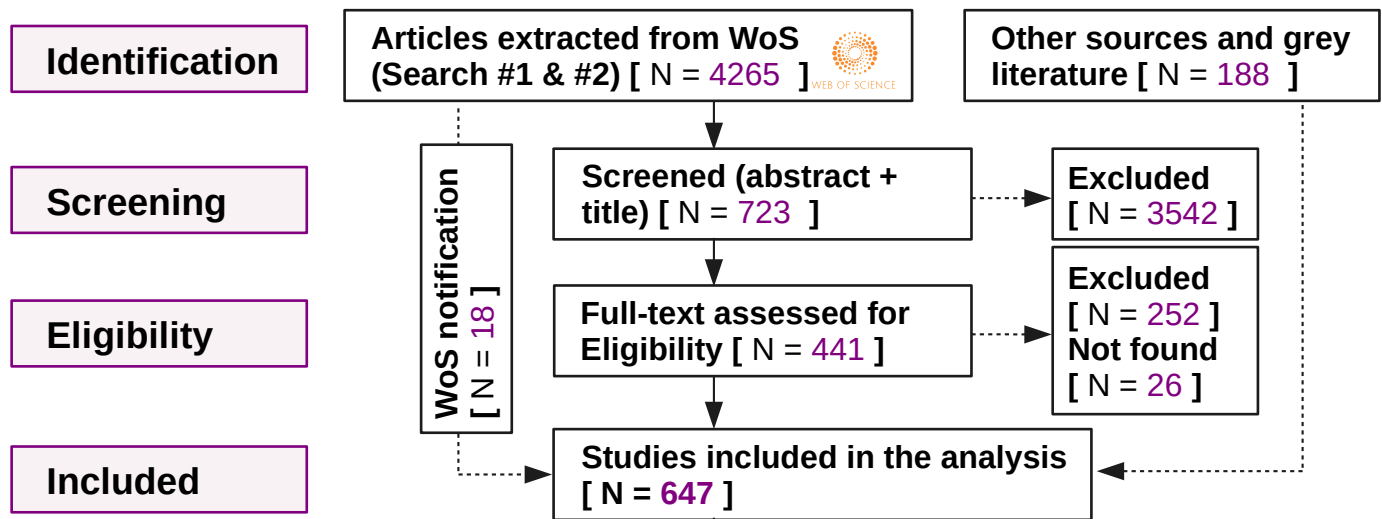 Identification
Articles extracted from WoS
(Search #1 & #2) [ N = 4265 ]
WEB OF SCIENCE
Other sources and grey
literature [ N = 188 ]
Screening
WoS notification
[ N = 18 ]
Screened (abstract +
title) [ N = 723 ]
Excluded
[ N = 3542 ]
Eligibility
Full-text assessed for
Eligibility [ N = 441 ]
Excluded
[ N = 252 ]
Not found
[ N = 26 ]
Included
Studies included in the analysis
[ N = 647 ]